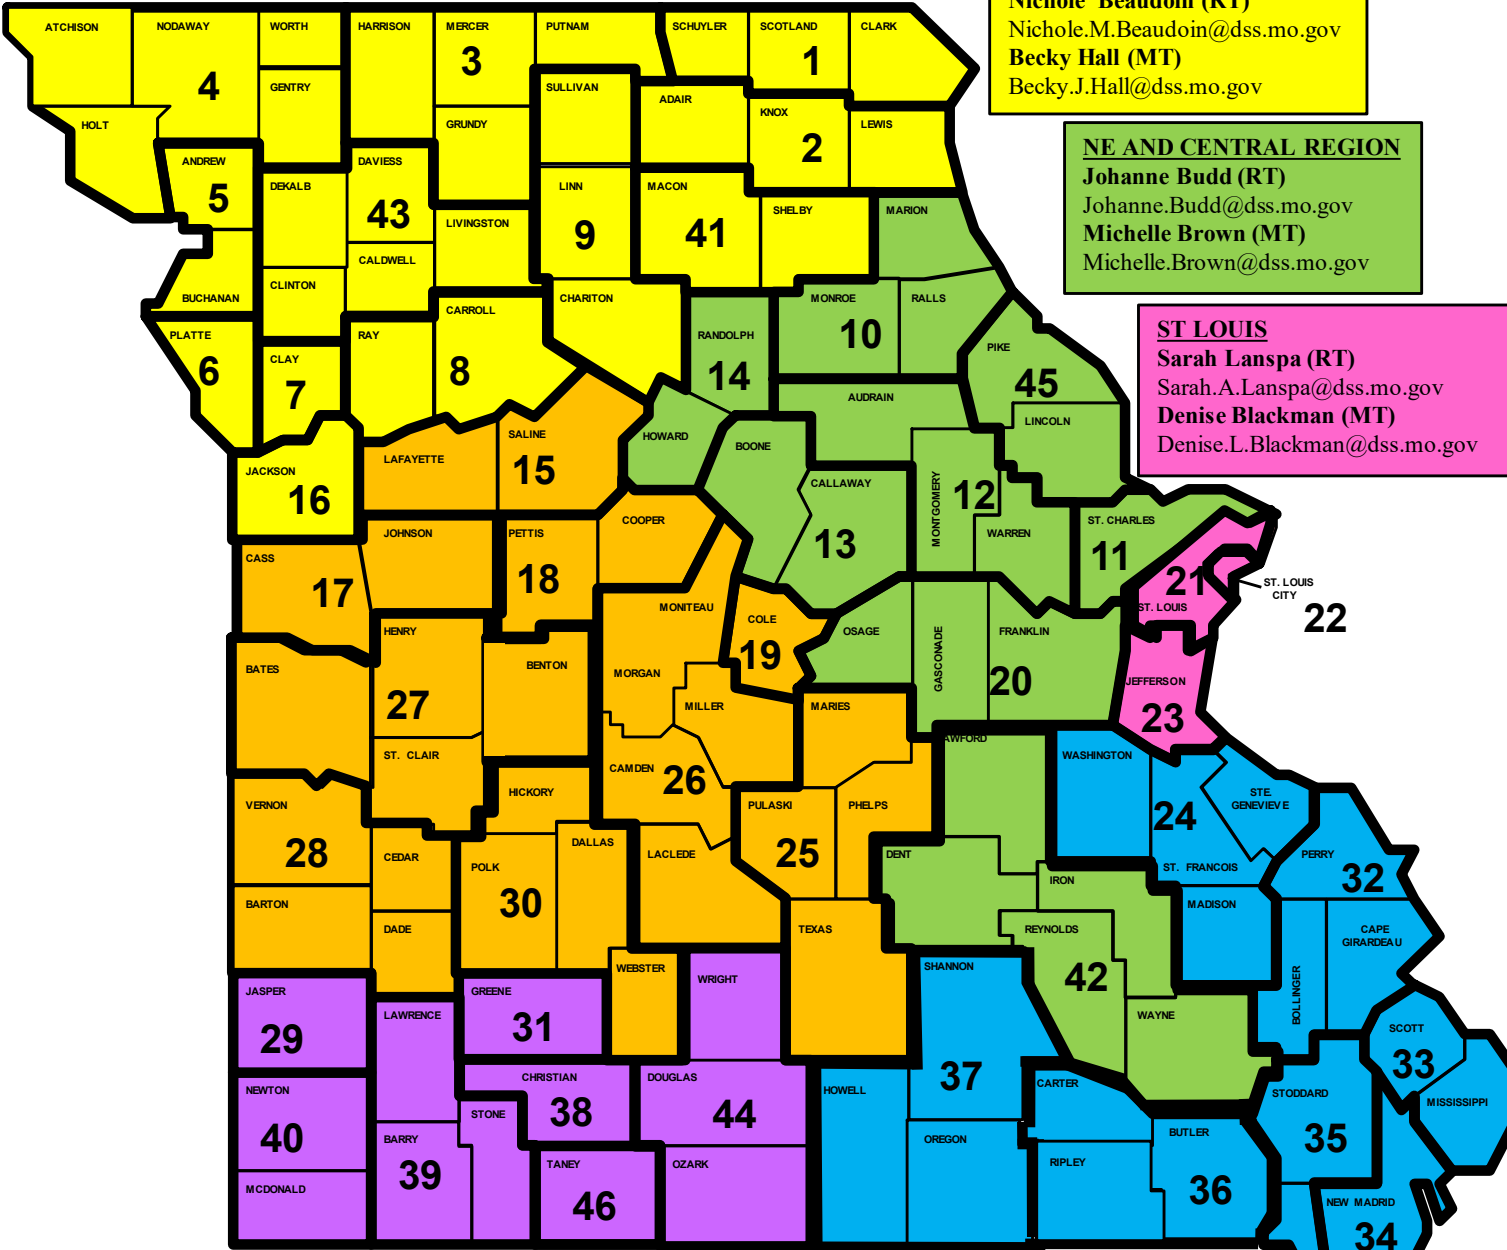 Nichole Beaudoin (RT)
Nichole.M.Beaudoin@dss.mo.gov
Becky Hall (MT)
Becky.J.Hall@dss.mo.gov
NE AND CENTRAL REGION
Johanne Budd (RT)
Johanne.Budd@dss.mo.gov
Michelle Brown (MT)
Michelle.Brown@dss.mo.gov
ST LOUIS
Sarah Lanspa (RT)
Sarah.A.Lanspa@dss.mo.gov
Denise Blackman (MT)
Denise.L.Blackman@dss.mo.gov
ATCHISON
NODAWAY
WORTH
HARRISON
MERCER
PUTNAM
SCHUYLER
SCOTLAND
CLARK
4
3
1
GENTRY
SULLIVAN
ADAIR
KNOX
LEWIS
HOLT
GRUNDY
2
ANDREW
5
DEKALB
DAVIESS
43
LINN
9
MACON
41
SHELBY
MARION
LIVINGSTON
CALDWELL
BUCHANAN
CLINTON
CARROLL
CHARITON
MONROE
10
RALLS
PLATTE
6
CLAY
7
RAY
8
RANDOLPH
14
PIKE
45
AUDRAIN
LINCOLN
HOWARD
BOONE
SALINE
15
LAFAYETTE
JACKSON
16
CALLAWAY
13
MONTGOMERY
12
WARREN
ST. CHARLES
11
COOPER
JOHNSON
PETTIS
18
CASS
17
21
ST. LOUIS
ST. LOUIS
CITY
22
MONITEAU
COLE
19
OSAGE
GASCONADE
FRANKLIN
20
HENRY
27
BENTON
BATES
MORGAN
MILLER
MARIES
JEFFERSON
23
ST. CLAIR
CAMDEN
26
AWFORD
WASHINGTON
24
STE.
GENEVIEVE
HICKORY
VERNON
28
PULASKI
25
PHELPS
DALLAS
LACLEDE
CEDAR
POLK
30
DENT
IRON
ST. FRANCOIS
PERRY
32
BARTON
DADE
TEXAS
REYNOLDS
42
MADISON
CAPE
GIRARDEAU
BOLLINGER
WEBSTER
WRIGHT
SHANNON
37
JASPER
29
LAWRENCE
GREENE
31
WAYNE
SCOTT
33
NEWTON
40
CHRISTIAN
38
DOUGLAS
44
HOWELL
CARTER
STODDARD
35
MISSISSIPPI
STONE
BARRY
39
OREGON
BUTLER
36
MCDONALD
TANEY
46
OZARK
RIPLEY
NEW MADRID
34